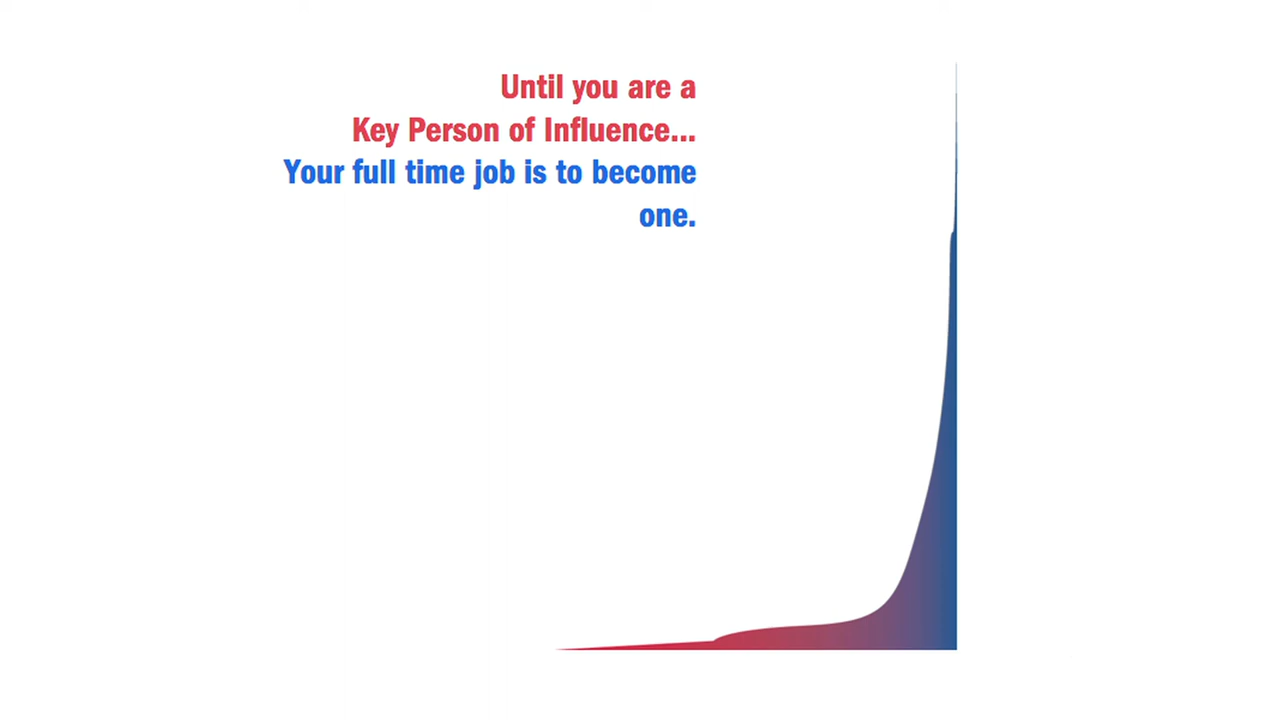 Until you are a
Key Person of Influence...
Your full time job is to become
one.